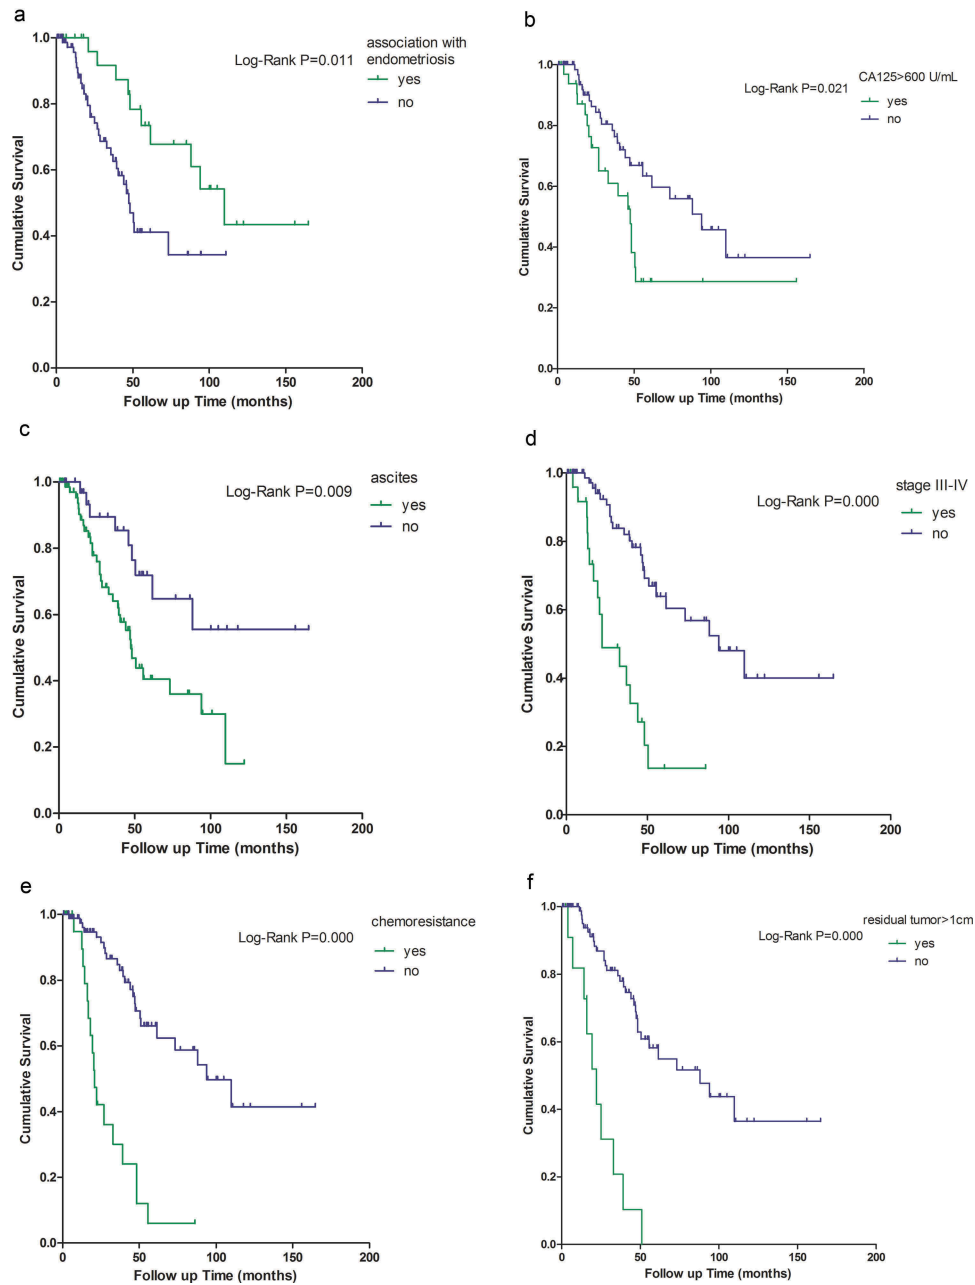 a
association with
endometriosis
Log-Rank P=0.011
yes
no
Cumulative Survival
1.0
0.8
0.6
0.4
0.2
0.0
0 50 100 150 200
Follow up Time (months)
b
CA125>600 U/mL
Log-Rank P=0.021
yes
no
Cumulative Survival
1.0
0.8
0.6
0.4
0.2
0.0
0 50 100 150 200
Follow up Time (months)
c
ascites
Log-Rank P=0.009
yes
no
Cumulative Survival
1.0
0.8
0.6
0.4
0.2
0.0
0 50 100 150 200
Follow up Time (months)
d
stage III-IV
Log-Rank P=0.000
yes
no
Cumulative Survival
1.0
0.8
0.6
0.4
0.2
0.0
0 50 100 150 200
Follow up Time (months)
e
chemoresistance
Log-Rank P=0.000
yes
no
Cumulative Survival
1.0
0.8
0.6
0.4
0.2
0.0
0 50 100 150 200
Follow up Time (months)
f
residual tumor>1cm
Log-Rank P=0.000
yes
no
Cumulative Survival
1.0
0.8
0.6
0.4
0.2
0.0
0 50 100 150 200
Follow up Time (months)